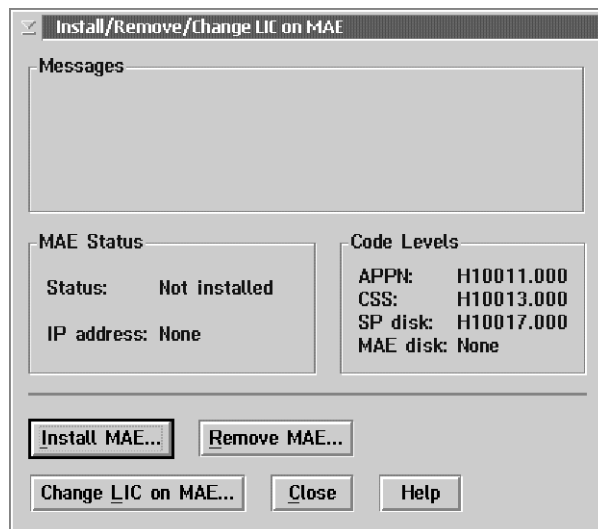 Install/Remove/Change LIC on MAE
Messages
MAE Status
Status: Not installed
IP address: None
Code Levels
APPN: H10011.000
CSS: H10013.000
SP disk: H10017.000
MAE disk: None
Install MAE...
Remove MAE...
Change LIC on MAE...
Close
Help